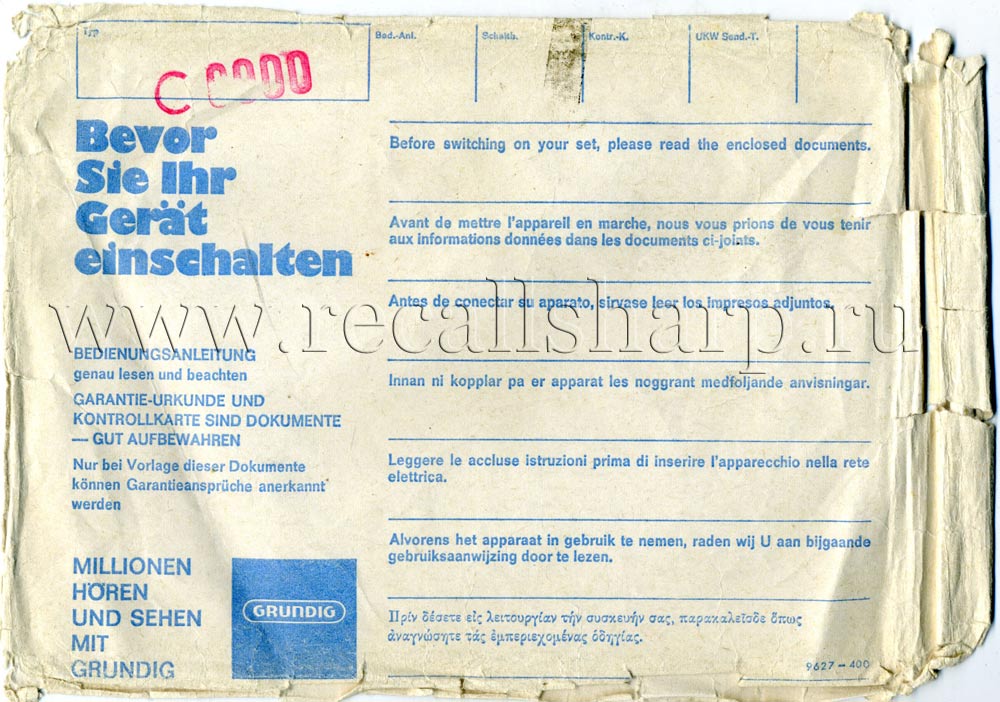 Typ
Bed.-Anl.
Schaltb.
Kontr.-K.
UKW Send.-T.
C 6000
Bevor
Sie Ihr
Gerät
einschalten
BEDIENUNGSANLEITUNG
genau lesen und beachten
GARANTIE-URKUNDE UND
KONTROLLKARTE SIND DOKUMENTE
— GUT AUFBEWAHREN
Nur bei Vorlage dieser Dokumente
können Garantieansprüche anerkannt
werden
MILLIONEN
HÖREN
UND SEHEN
MIT
GRUNDIG
GRUNDIG
Before switching on your set, please read the enclosed documents.
Avant de mettre l'appareil en marche, nous vous prions de vous tenir
aux informations données dans les documents ci-joints.
Antes de conectar su aparato, sirvase leer los impresos adjuntos.
Innan ni kopplar pa er apparat les noggrant medfoljande anvisningar.
Leggere le accluse istruzioni prima di inserire l'apparecchio nella rete
elettrica.
Alvorens het apparaat in gebruik te nemen, raden wij U aan bijgaande
gebruiksaanwijzing door te lezen.
Πρίν δέσετε εἰς λειτουργίαν τήν συσκευήν σας, παρακαλεῖσδε ὅπως
ἀναγνώσητε τάς ἐμπεριεχομένας ὁδηγίας.
9627-400
www.recallsharp.ru